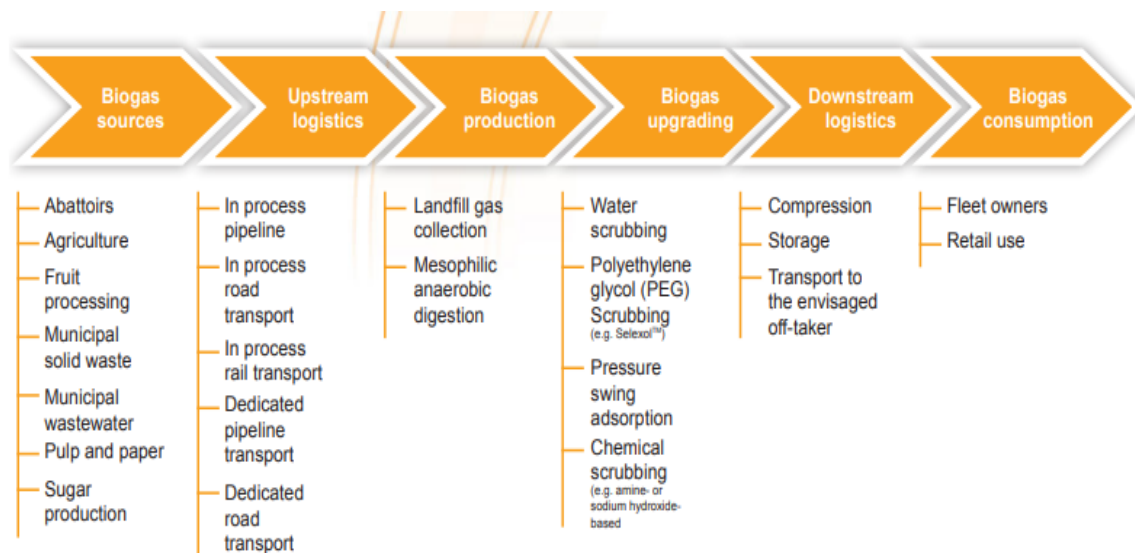 Biogas
sources
Upstream
logistics
Biogas
production
Biogas
upgrading
Downstream
logistics
Biogas
consumption
Abattoirs
Agriculture
Fruit
processing
Municipal
solid waste
Municipal
wastewater
Pulp and paper
Sugar
production
In process
pipeline
In process
road
transport
In process
rail transport
Dedicated
pipeline
transport
Dedicated
road
transport
Landfill gas
collection
Mesophilic
anaerobic
digestion
Water
scrubbing
Polyethylene
glycol (PEG)
Scrubbing
(e.g. Selexol™)
Pressure
swing
adsorption
Chemical
scrubbing
(e.g. amine- or
sodium hydroxide-
based
Compression
Storage
Transport to
the envisaged
off-taker
Fleet owners
Retail use